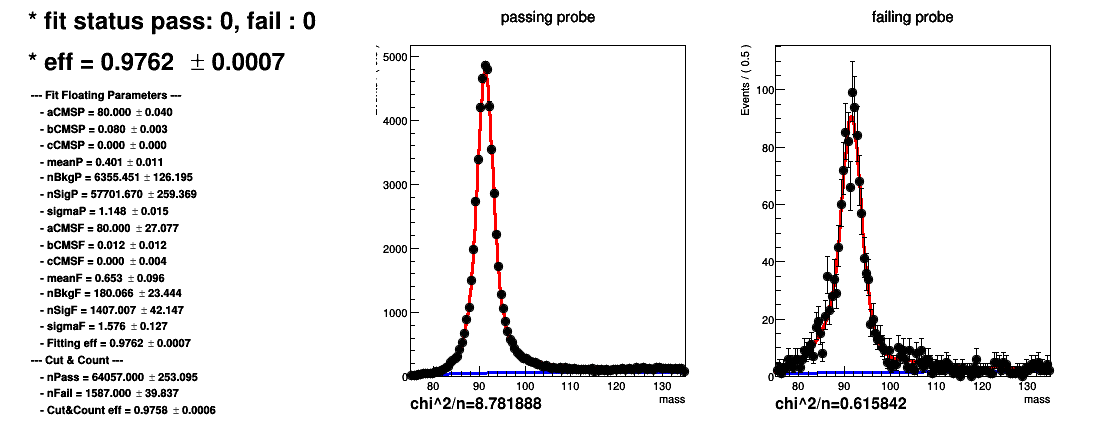 * fit status pass: 0, fail : 0
* eff = 0.9762 ± 0.0007
--- Fit Floating Parameters ---
- aCMSP = 80.000 ± 0.040
- bCMSP = 0.080 ± 0.003
- cCMSP = 0.000 ± 0.000
- meanP = 0.401 ± 0.011
- nBkgP = 6355.451 ± 126.195
- nSigP = 57701.670 ± 259.369
- sigmaP = 1.148 ± 0.015
- aCMSF = 80.000 ± 27.077
- bCMSF = 0.012 ± 0.012
- cCMSF = 0.000 ± 0.004
- meanF = 0.653 ± 0.096
- nBkgF = 180.066 ± 23.444
- nSigF = 1407.007 ± 42.147
- sigmaF = 1.576 ± 0.127
- Fitting eff = 0.9762 ± 0.0007
--- Cut & Count ---
- nPass = 64057.000 ± 253.095
- nFail = 1587.000 ± 39.837
- Cut&Count eff = 0.9758 ± 0.0006
passing probe
5000
4000
3000
2000
1000
0
80 90 100 110 120 130
mass
chi^2/n=8.781888
failing probe
Events / ( 0.5 )
100
80
60
40
20
0
80 90 100 110 120 130
mass
chi^2/n=0.615842